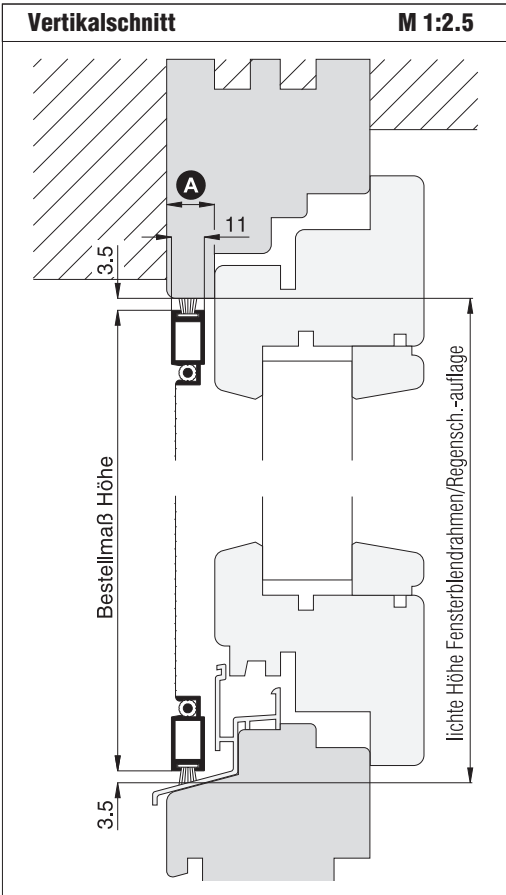 Vertikalschnitt M 1:2.5
A
11
3.5
Bestellmaß Höhe
lichte Höhe Fensterblendrahmen/Regensch.-auflage
3.5